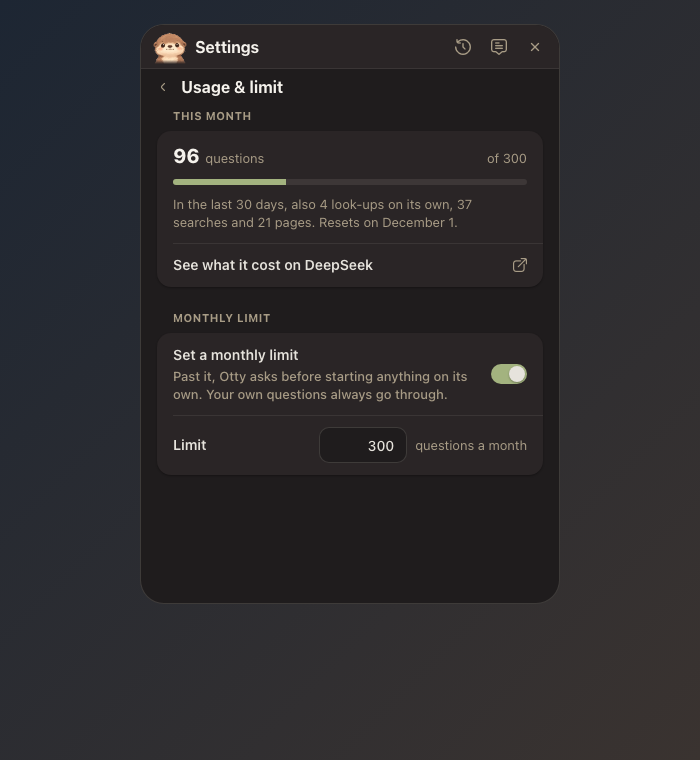 Settings
Usage & limit
THIS MONTH
96 questions of 300
In the last 30 days, also 4 look-ups on its own, 37
searches and 21 pages. Resets on December 1.
See what it cost on DeepSeek
MONTHLY LIMIT
Set a monthly limit
Past it, Otty asks before starting anything on its
own. Your own questions always go through.
Limit 300 questions a month